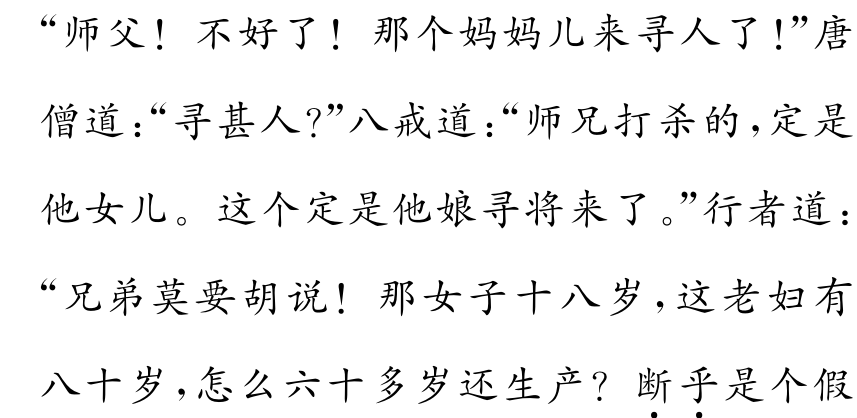 “师父！不好了！那个妈妈儿来寻人了！”唐
僧道：“寻甚人？”八戒道：“师兄打杀的，定是
他女儿。这个定是他娘寻将来了。”行者道：
“兄弟莫要胡说！那女子十八岁，这老妇有
八十岁，怎么六十多岁还生产？断乎是个假